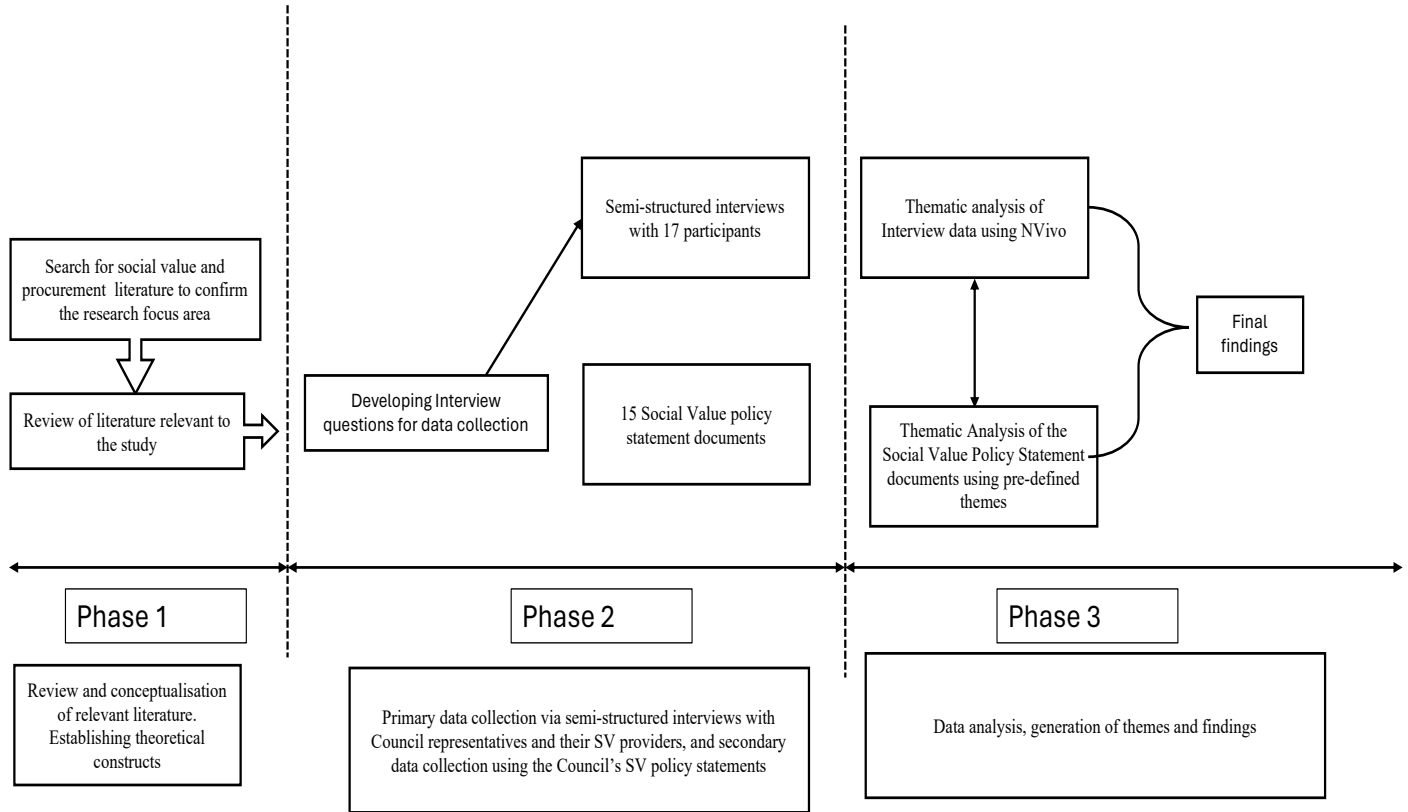 Search for social value and
procurement literature to confirm
the research focus area
Review of literature relevant to
the study
Developing Interview
questions for data collection
Semi-structured interviews
with 17 participants
15 Social Value policy
statement documents
Thematic analysis of
Interview data using NVivo
Thematic Analysis of the
Social Value Policy Statement
documents using pre-defined
themes
Final
findings
Phase 1
Phase 2
Phase 3
Review and conceptualisation
of relevant literature.
Establishing theoretical
constructs
Primary data collection via semi-structured interviews with
Council representatives and their SV providers, and secondary
data collection using the Council’s SV policy statements
Data analysis, generation of themes and findings